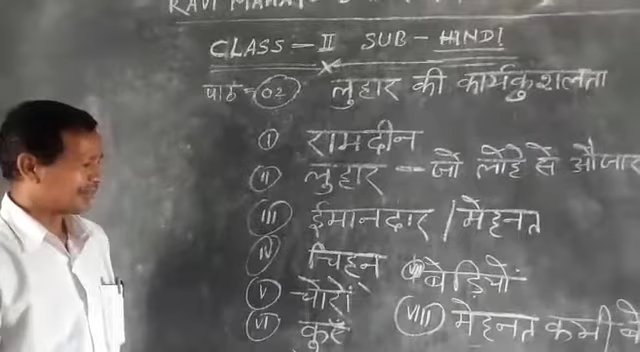 CLASS - II SUB - HINDI
पाठ - 02 लुहार की कार्यकुशलता
I रामदीन
II लुहार - जो लोहे से औजार
III ईमानदार / मेहनत
IV चिह्न VII बेड़ियों
V चोरों
VI कुएँ VIII मेहनत कभी बे